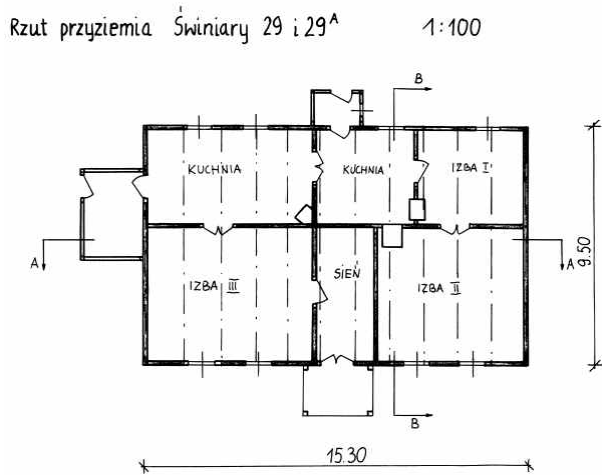 Rzut przyziemia Świniary 29 i 29ᴬ 1:100
B
KUCHNIA
KUCHNIA
IZBA I
A
IZBA III
SIEŃ
IZBA II
A
9.50
B
15.30